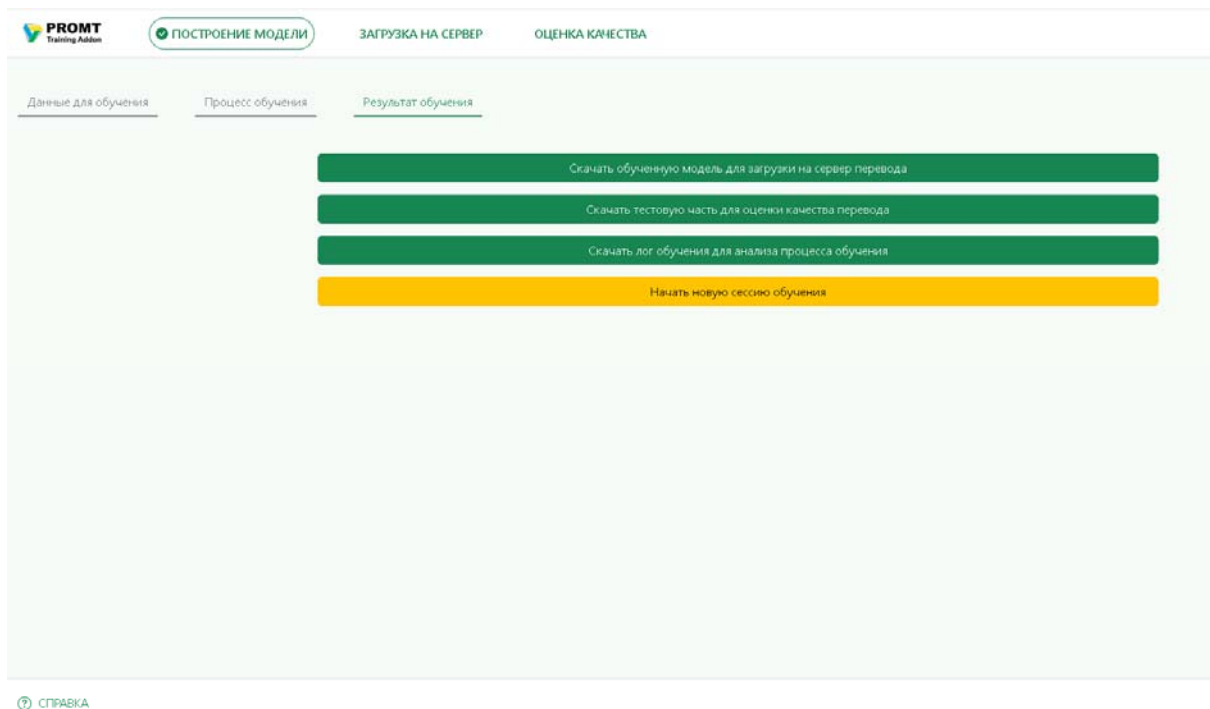 PROMT
Training Addon
ПОСТРОЕНИЕ МОДЕЛИ
ЗАГРУЗКА НА СЕРВЕР
ОЦЕНКА КАЧЕСТВА
Данные для обучения
Процесс обучения
Результат обучения
Скачать обученную модель для загрузки на сервер перевода
Скачать тестовую часть для оценки качества перевода
Скачать лог обучения для анализа процесса обучения
Начать новую сессию обучения
СПРАВКА